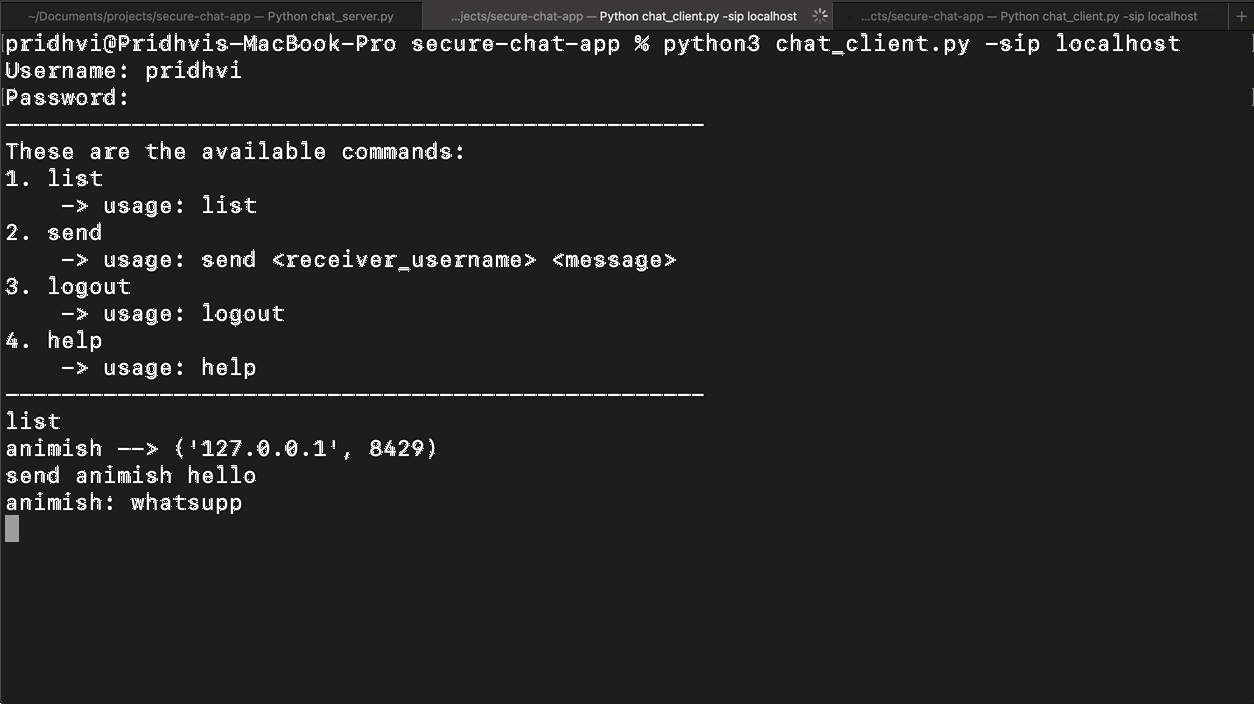 ~/Documents/projects/secure-chat-app — Python chat_server.py
...jects/secure-chat-app — Python chat_client.py -sip localhost
...cts/secure-chat-app — Python chat_client.py -sip localhost
+
pridhvi@Pridhvis-MacBook-Pro secure-chat-app % python3 chat_client.py -sip localhost
Username: pridhvi
Password:
--------------------------------------------------
These are the available commands:
1. list
-> usage: list
2. send
-> usage: send <receiver_username> <message>
3. logout
-> usage: logout
4. help
-> usage: help
--------------------------------------------------
list
animish --> ('127.0.0.1', 8429)
send animish hello
animish: whatsupp